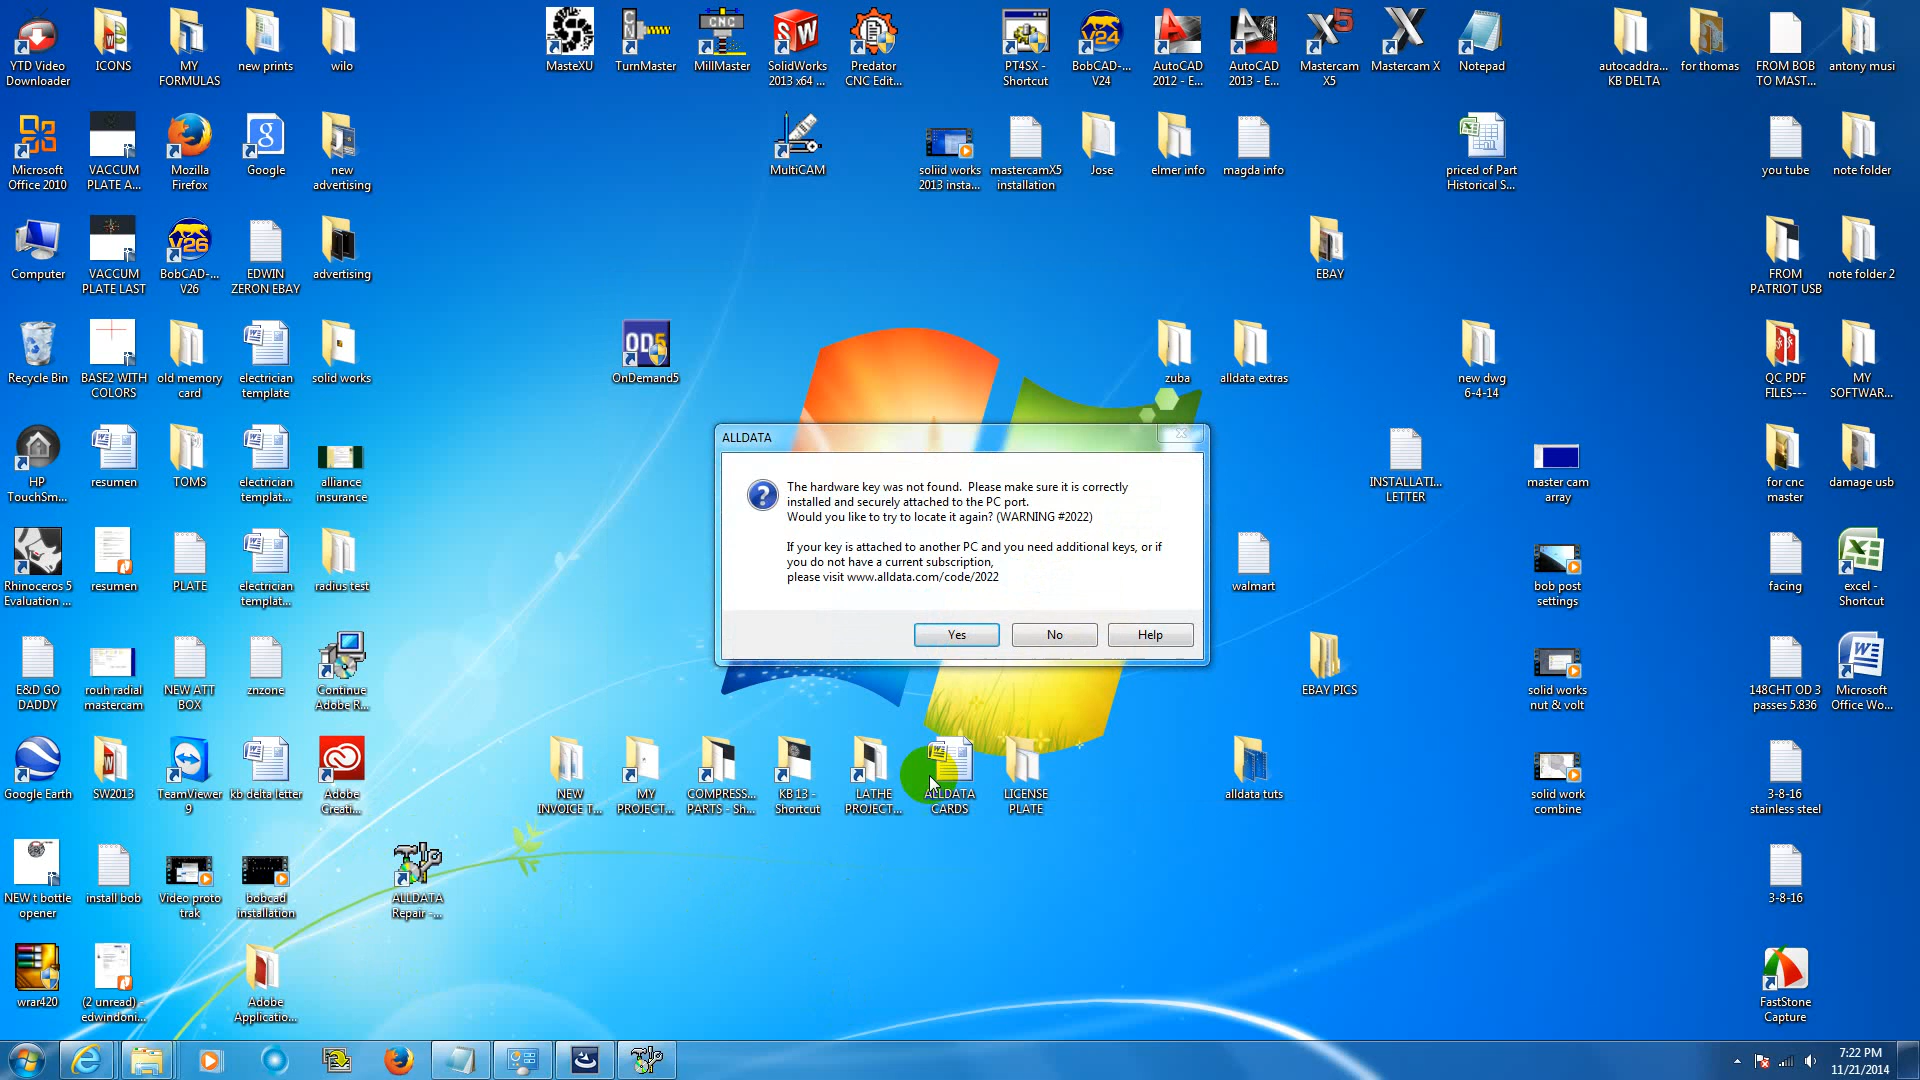 YTD Video
Downloader
ICONS
MY
FORMULAS
new prints
wilo
MasteXU
TurnMaster
MillMaster
SolidWorks
2013 x64 ...
Predator
CNC Edit...
PT4SX -
Shortcut
BobCAD-...
V24
AutoCAD
2012 - E...
AutoCAD
2013 - E...
Mastercam
X5
Mastercam X
Notepad
autocaddra...
KB DELTA
for thomas
FROM BOB
TO MAST...
antony musi
Microsoft
Office 2010
VACCUM
PLATE A...
Mozilla
Firefox
Google
new
advertising
MultiCAM
soliid works
2013 insta...
mastercamX5
installation
Jose
elmer info
magda info
priced of Part
Historical S...
you tube
note folder
Computer
VACCUM
PLATE LAST
BobCAD-...
V26
EDWIN
ZERON EBAY
advertising
EBAY
FROM
PATRIOT USB
note folder 2
Recycle Bin
BASE2 WITH
COLORS
old memory
card
electrician
template
solid works
OnDemand5
zuba
alldata extras
new dwg
6-4-14
QC PDF
FILES---
MY
SOFTWAR...
HP
TouchSm...
resumen
TOMS
electrician
templat...
alliance
insurance
INSTALLATI...
LETTER
master cam
array
for cnc
master
damage usb
ALLDATA
The hardware key was not found.  Please make sure it is correctly
installed and securely attached to the PC port.
Would you like to try to locate it again? (WARNING #2022)
If your key is attached to another PC and you need additional keys, or if
you do not have a current subscription,
please visit www.alldata.com/code/2022
Yes
No
Help
Rhinoceros 5
Evaluation ...
resumen
PLATE
electrician
templat...
radius test
walmart
bob post
settings
facing
excel -
Shortcut
E&D GO
DADDY
rouh radial
mastercam
NEW ATT
BOX
znzone
Continue
Adobe R...
EBAY PICS
solid works
nut & volt
148CHT OD 3
passes 5.836
Microsoft
Office Wo...
Google Earth
SW2013
TeamViewer
9
kb delta letter
Adobe
Creati...
NEW
INVOICE T...
MY
PROJECT...
COMPRESS...
PARTS - Sh...
KB 13 -
Shortcut
LATHE
PROJECT...
ALLDATA
CARDS
LICENSE
PLATE
alldata tuts
solid work
combine
3-8-16
stainless steel
NEW t bottle
opener
install bob
Video proto
trak
bobcad
installation
ALLDATA
Repair -...
3-8-16
wrar420
(2 unread) -
edwindoni...
Adobe
Applicatio...
FastStone
Capture
7:22 PM
11/21/2014